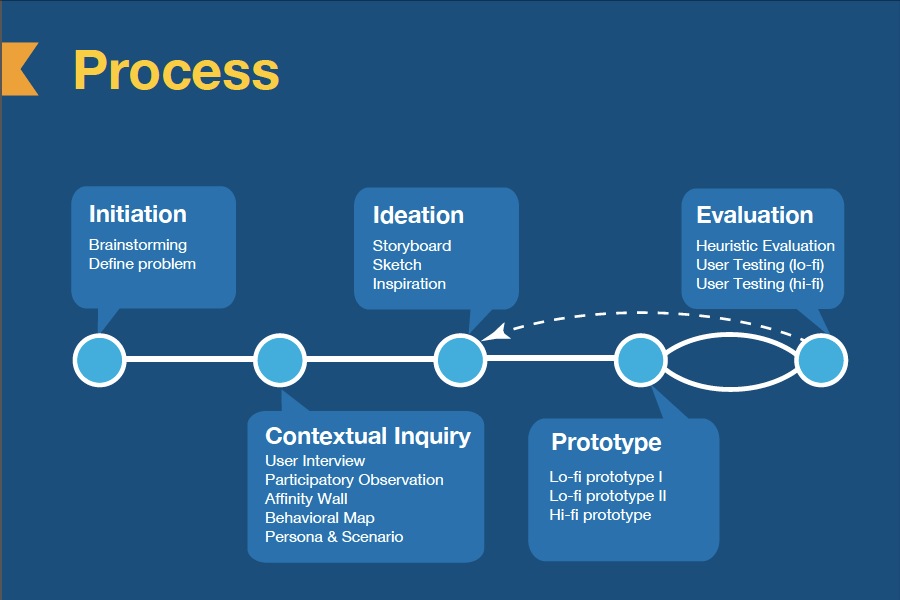 Process
Initiation
Brainstorming
Define problem
Ideation
Storyboard
Sketch
Inspiration
Evaluation
Heuristic Evaluation
User Testing (lo-fi)
User Testing (hi-fi)
Contextual Inquiry
User Interview
Participatory Observation
Affinity Wall
Behavioral Map
Persona & Scenario
Prototype
Lo-fi prototype I
Lo-fi prototype II
Hi-fi prototype